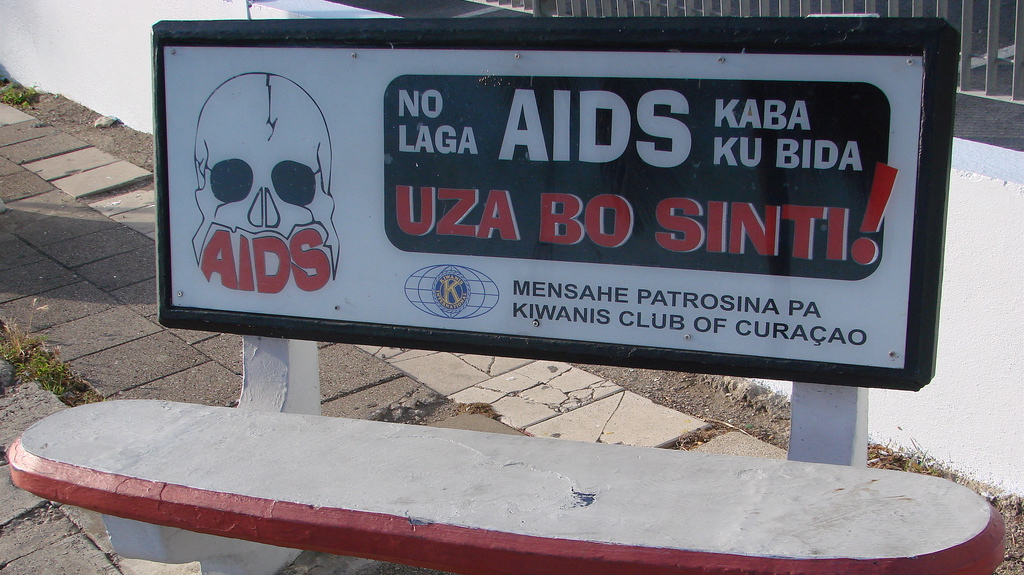 AIDS
NO LAGA AIDS KABA KU BIDA
UZA BO SINTI!
K
MENSAHE PATROSINA PA
KIWANIS CLUB OF CURAÇAO